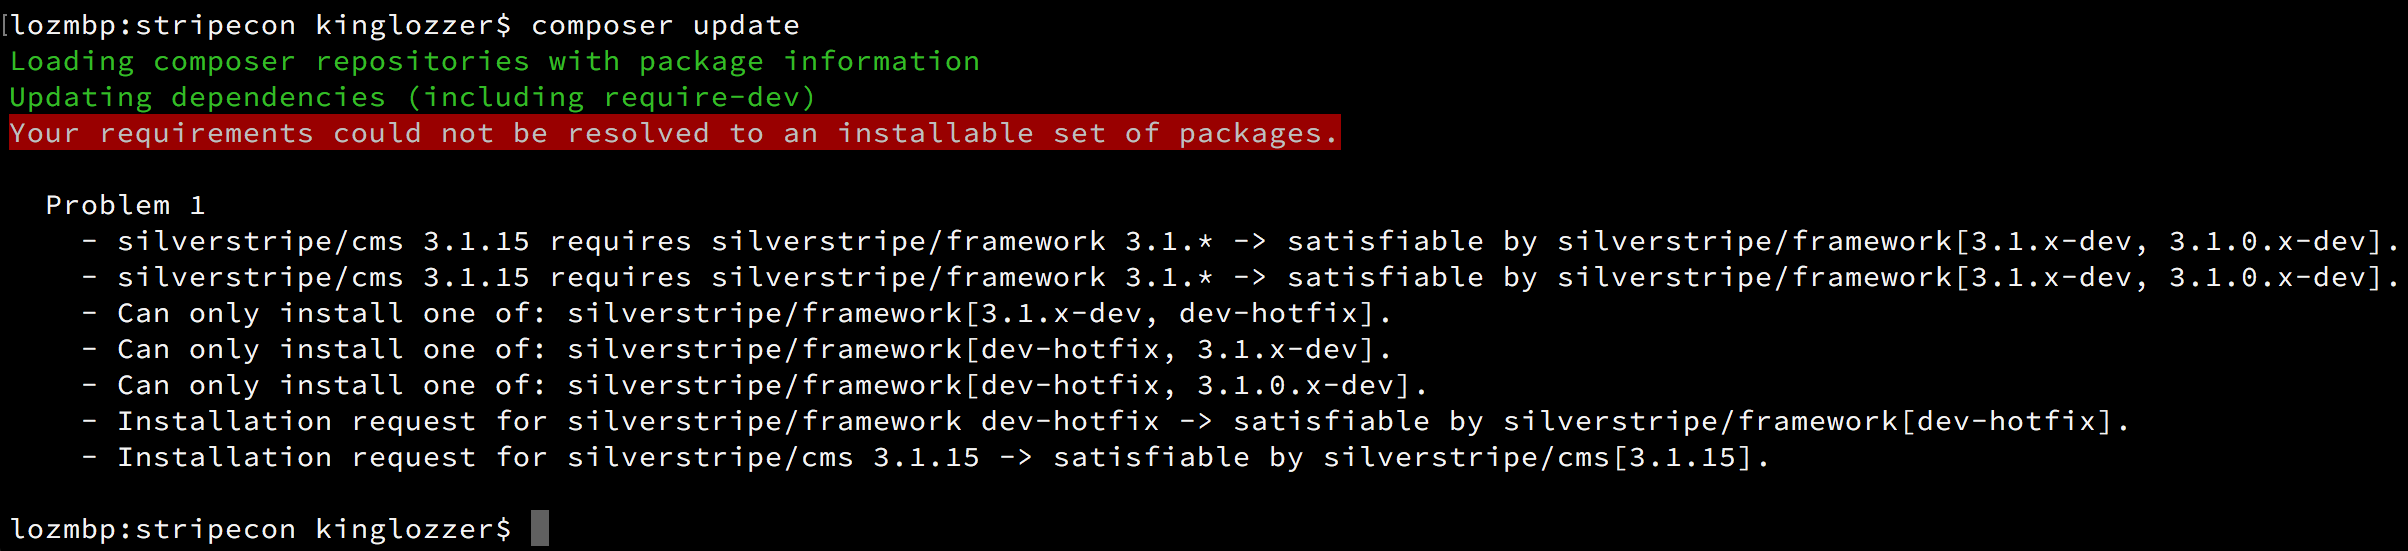 [lozmbp:stripecon kinglozzer$ composer update
Loading composer repositories with package information
Updating dependencies (including require-dev)
Your requirements could not be resolved to an installable set of packages.
Problem 1
- silverstripe/cms 3.1.15 requires silverstripe/framework 3.1.* -> satisfiable by silverstripe/framework[3.1.x-dev, 3.1.0.x-dev].
- silverstripe/cms 3.1.15 requires silverstripe/framework 3.1.* -> satisfiable by silverstripe/framework[3.1.x-dev, 3.1.0.x-dev].
- Can only install one of: silverstripe/framework[3.1.x-dev, dev-hotfix].
- Can only install one of: silverstripe/framework[dev-hotfix, 3.1.x-dev].
- Can only install one of: silverstripe/framework[dev-hotfix, 3.1.0.x-dev].
- Installation request for silverstripe/framework dev-hotfix -> satisfiable by silverstripe/framework[dev-hotfix].
- Installation request for silverstripe/cms 3.1.15 -> satisfiable by silverstripe/cms[3.1.15].
lozmbp:stripecon kinglozzer$